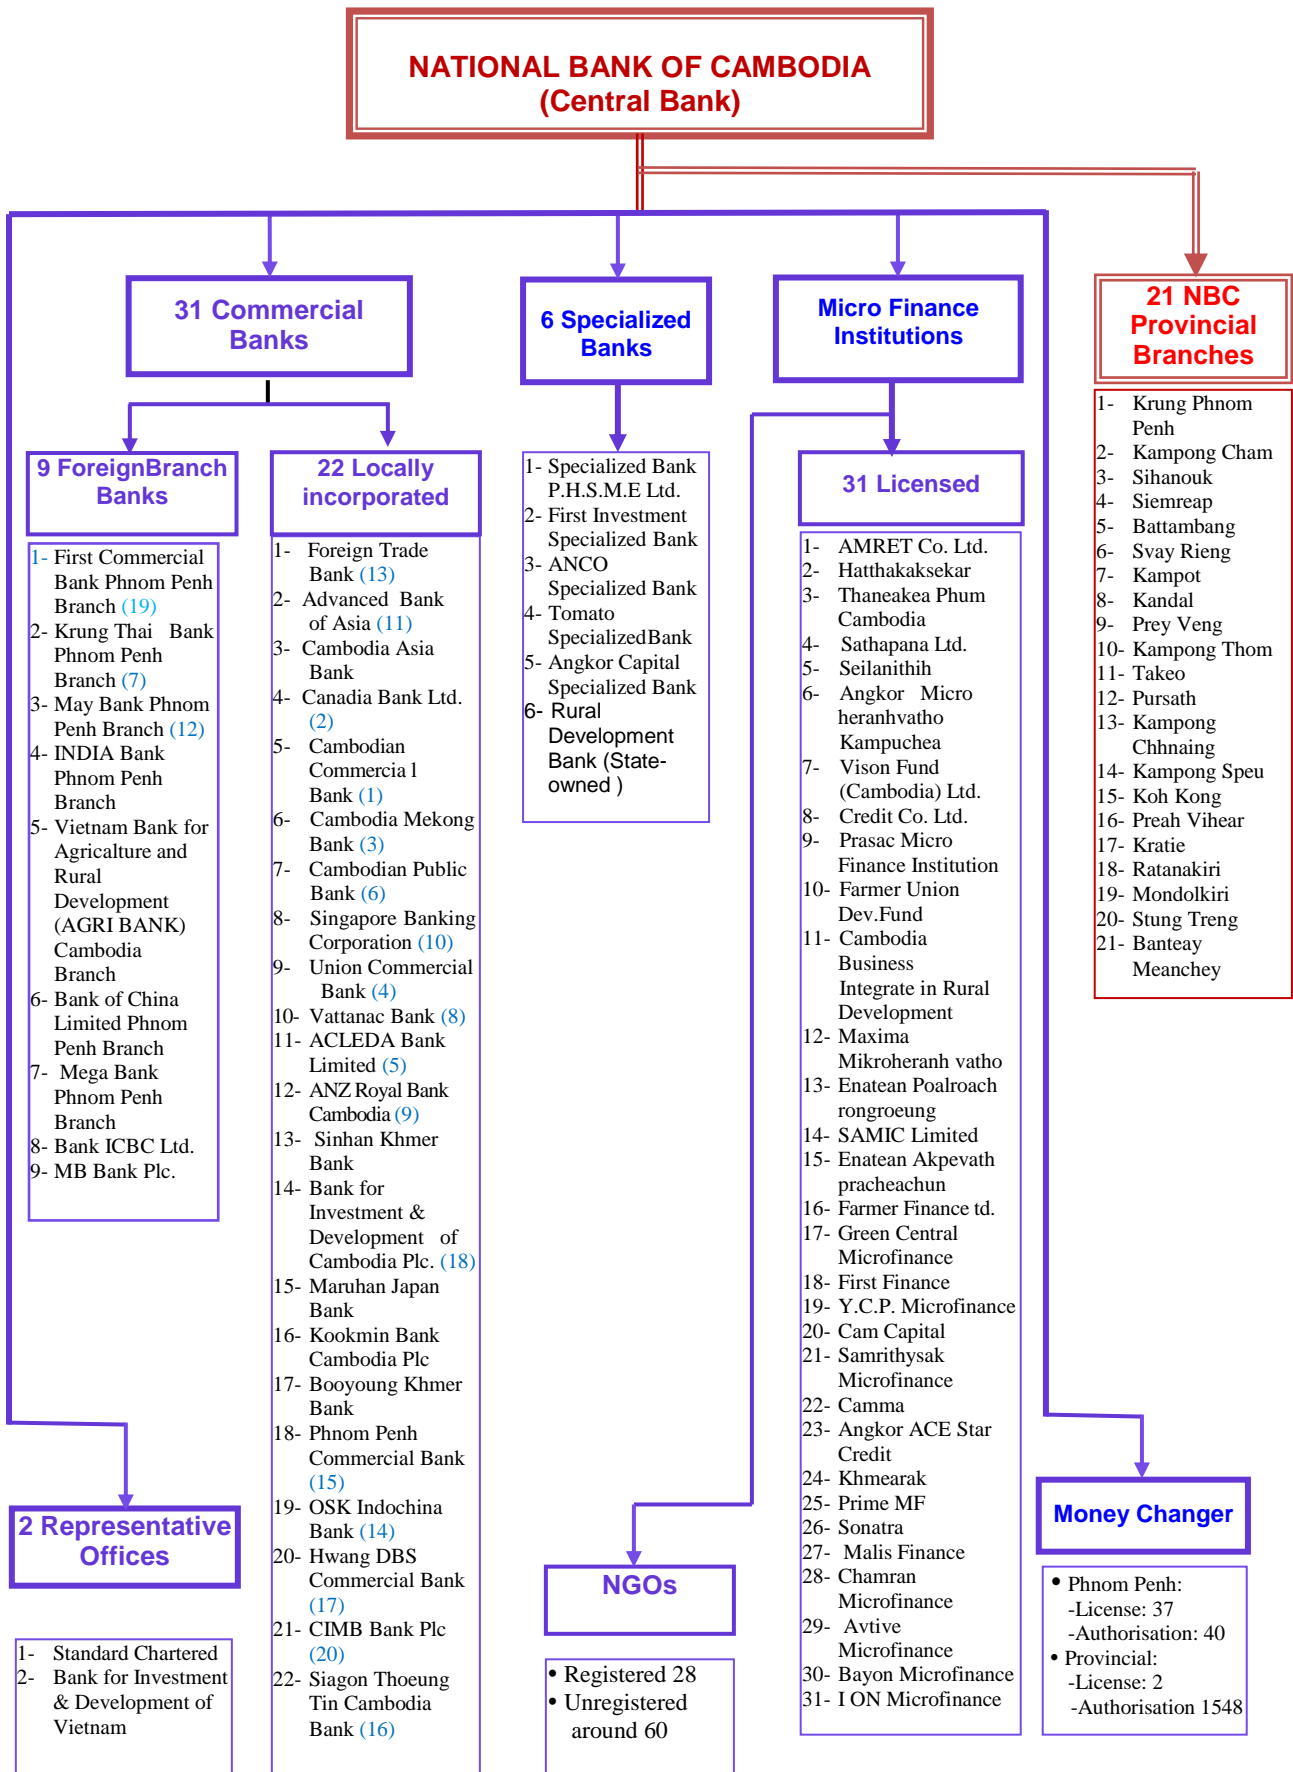 NATIONAL BANK OF CAMBODIA
(Central Bank)
31 Commercial
Banks
9 ForeignBranch
Banks
1- First Commercial
Bank Phnom Penh
Branch (19)
2- Krung Thai Bank
Phnom Penh
Branch (7)
3- May Bank Phnom
Penh Branch (12)
4- INDIA Bank
Phnom Penh
Branch
5- Vietnam Bank for
Agriculture and
Rural
Development
(AGRI BANK)
Cambodia
Branch
6- Bank of China
Limited Phnom
Penh Branch
7- Mega Bank
Phnom Penh
Branch
8- Bank ICBC Ltd.
9- MB Bank Plc.
22 Locally
incorporated
1- Foreign Trade
Bank (13)
2- Advanced Bank
of Asia (11)
3- Cambodia Asia
Bank
4- Canadia Bank Ltd.
(2)
5- Cambodian
Commercia l
Bank (1)
6- Cambodia Mekong
Bank (3)
7- Cambodian Public
Bank (6)
8- Singapore Banking
Corporation (10)
9- Union Commercial
Bank (4)
10- Vattanac Bank (8)
11- ACLEDA Bank
Limited (5)
12- ANZ Royal Bank
Cambodia (9)
13- Sinhan Khmer
Bank
14- Bank for
Investment &
Development of
Cambodia Plc. (18)
15- Maruhan Japan
Bank
16- Kookmin Bank
Cambodia Plc
17- Booyoung Khmer
Bank
18- Phnom Penh
Commercial Bank
(15)
19- OSK Indochina
Bank (14)
20- Hwang DBS
Commercial Bank
(17)
21- CIMB Bank Plc
(20)
22- Siagon Thoeung
Tin Cambodia
Bank (16)
6 Specialized
Banks
1- Specialized Bank
P.H.S.M.E Ltd.
2- First Investment
Specialized Bank
3- ANCO
Specialized Bank
4- Tomato
SpecializedBank
5- Angkor Capital
Specialized Bank
6- Rural
Development
Bank (State-
owned )
Micro Finance
Institutions
31 Licensed
1- AMRET Co. Ltd.
2- Hatthakaksekar
3- Thaneakea Phum
Cambodia
4- Sathapana Ltd.
5- Seilanithih
6- Angkor Micro
heranhvatho
Kampuchea
7- Vison Fund
(Cambodia) Ltd.
8- Credit Co. Ltd.
9- Prasac Micro
Finance Institution
10- Farmer Union
Dev.Fund
11- Cambodia
Business
Integrate in Rural
Development
12- Maxima
Mikroheranh vatho
13- Enatean Poalroach
rongroeung
14- SAMIC Limited
15- Enatean Akpevath
pracheachun
16- Farmer Finance td.
17- Green Central
Microfinance
18- First Finance
19- Y.C.P. Microfinance
20- Cam Capital
21- Samrithysak
Microfinance
22- Camma
23- Angkor ACE Star
Credit
24- Khmearak
25- Prime MF
26- Sonatra
27- Malis Finance
28- Chamran
Microfinance
29- Avtive
Microfinance
30- Bayon Microfinance
31- I ON Microfinance
21 NBC
Provincial
Branches
1- Krung Phnom
Penh
2- Kampong Cham
3- Sihanouk
4- Siemreap
5- Battambang
6- Svay Rieng
7- Kampot
8- Kandal
9- Prey Veng
10- Kampong Thom
11- Takeo
12- Pursath
13- Kampong
Chhnaing
14- Kampong Speu
15- Koh Kong
16- Preah Vihear
17- Kratie
18- Ratanakiri
19- Mondolkiri
20- Stung Treng
21- Banteay
Meanchey
2 Representative
Offices
1- Standard Chartered
2- Bank for Investment
& Development of
Vietnam
NGOs
• Registered 28
• Unregistered
around 60
Money Changer
• Phnom Penh:
-License: 37
-Authorisation: 40
• Provincial:
-License: 2
-Authorisation 1548